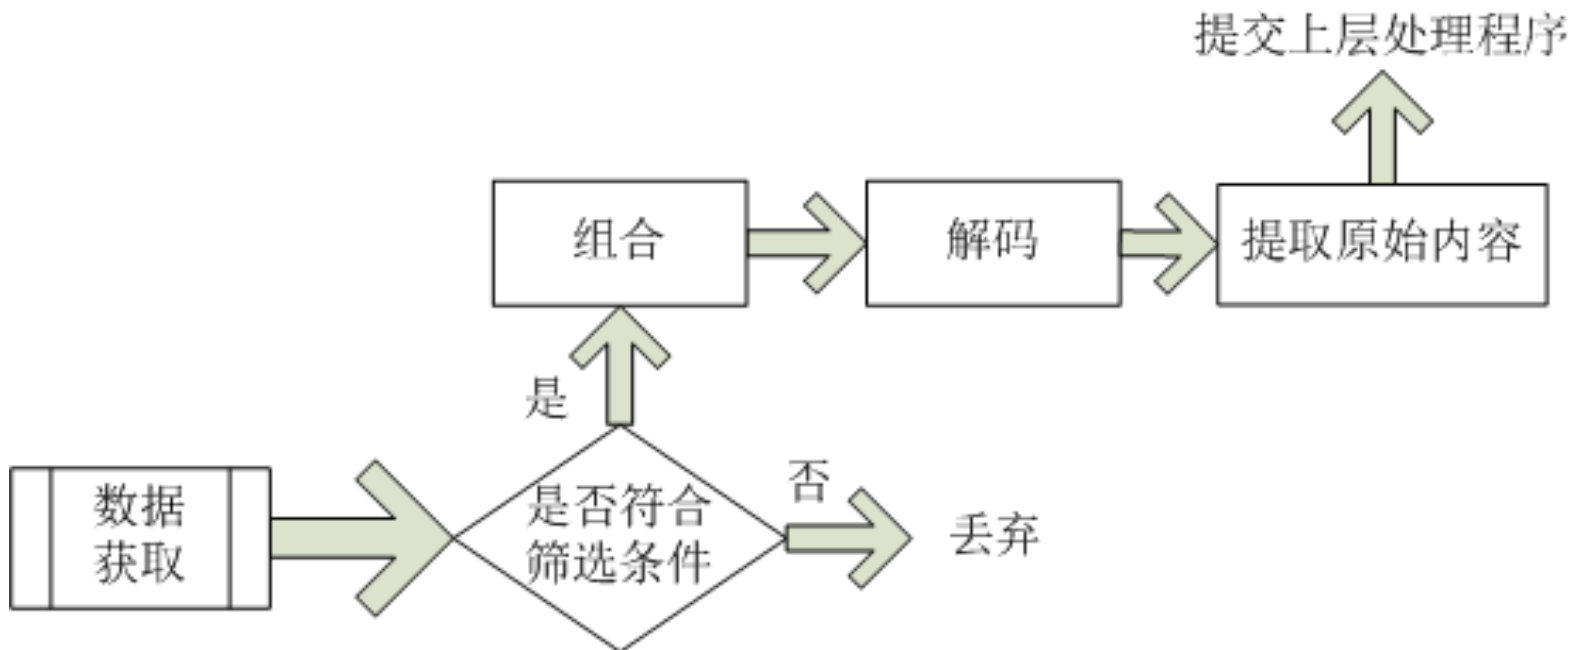 提交上层处理程序
组合
解码
提取原始内容
是
数据
获取
是否符合
筛选条件
否
丢弃